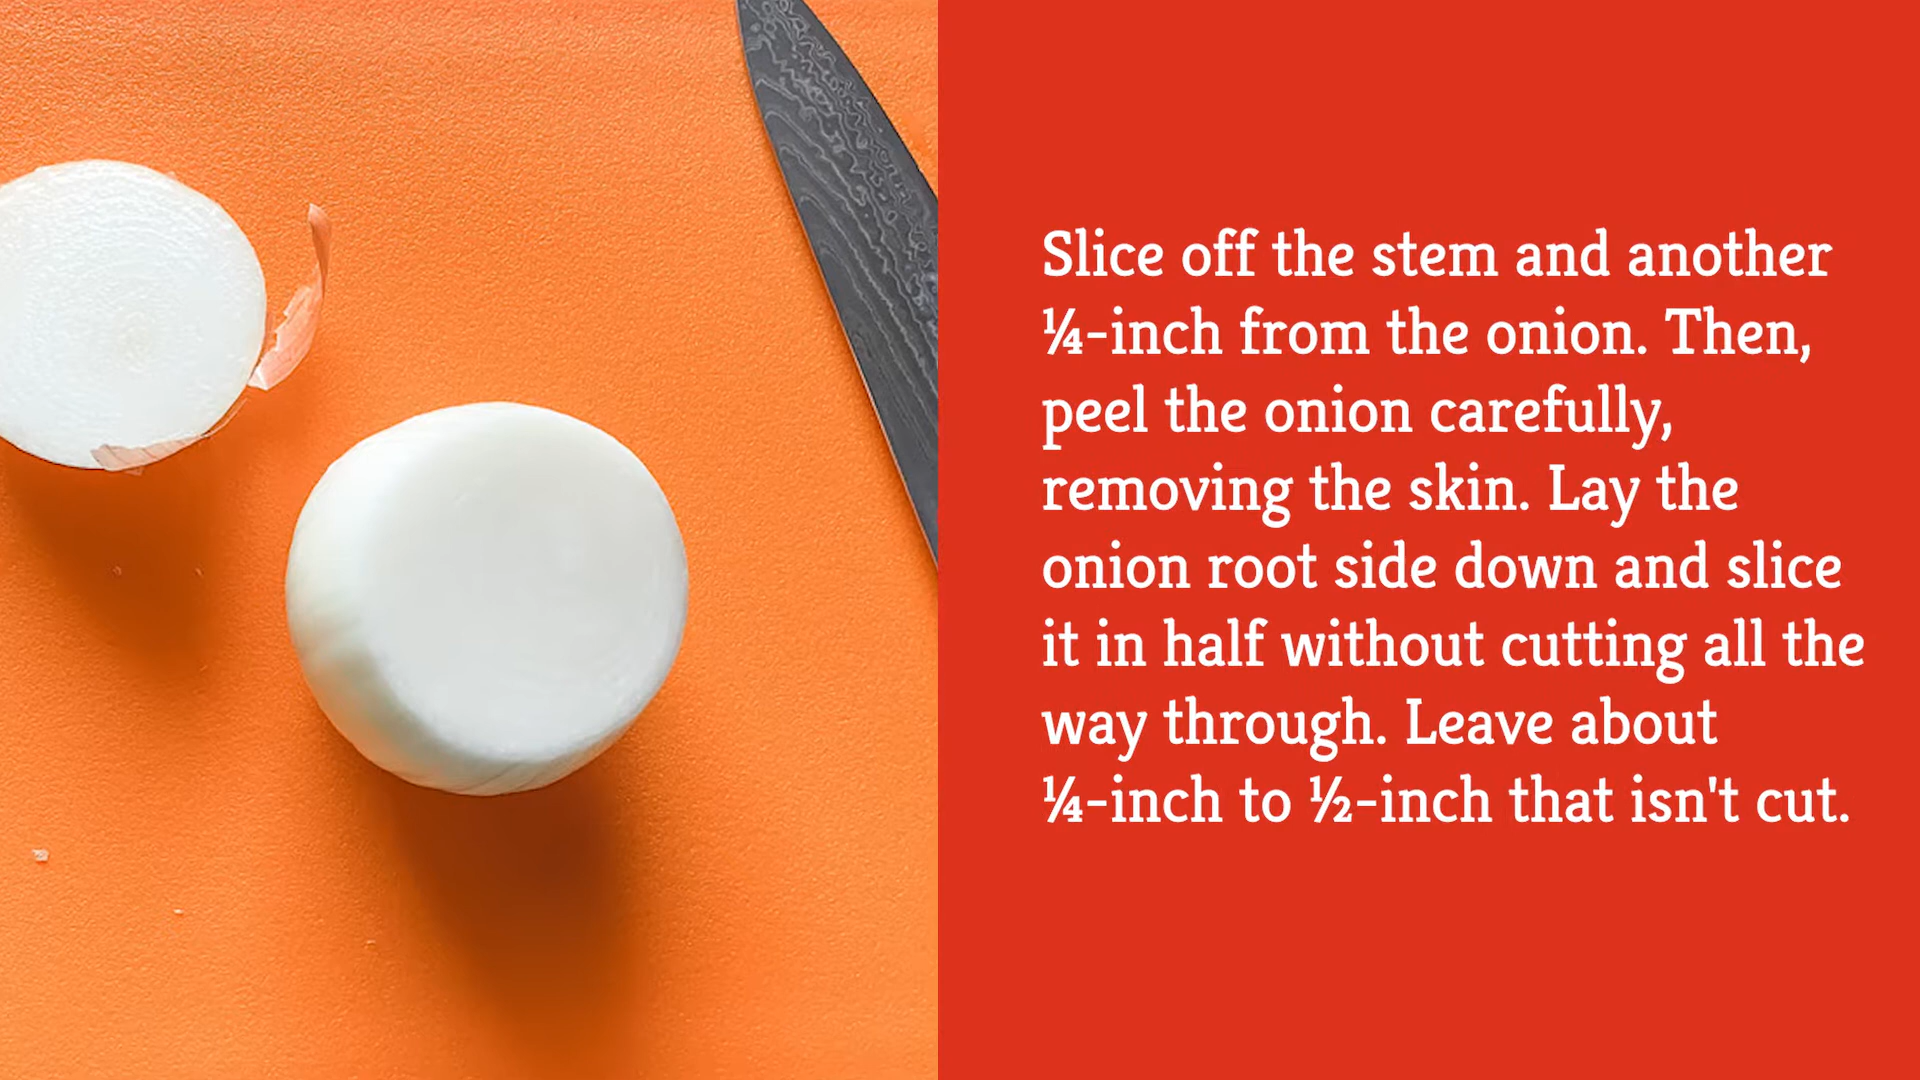 Slice off the stem and another
¼-inch from the onion. Then,
peel the onion carefully,
removing the skin. Lay the
onion root side down and slice
it in half without cutting all the
way through. Leave about
¼-inch to ½-inch that isn't cut.